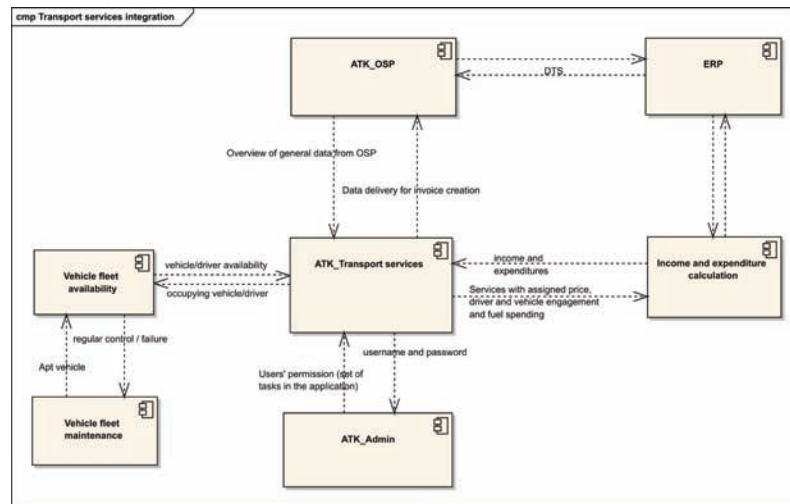 cmp Transport services integration
ATK_OSP
ERP
DTS
Overview of general data from OSP
Data delivery for invoice creation
Vehicle fleet
availability
vehicle/driver availability
occupying vehicle/driver
ATK_Transport services
income and
expenditures
Services with assigned price,
driver and vehicle engagement
and fuel spending
Income and expenditure
calculation
regular control / failure
Apt vehicle
username and password
Users' permission (set of
tasks in the application)
Vehicle fleet
maintenance
ATK_Admin